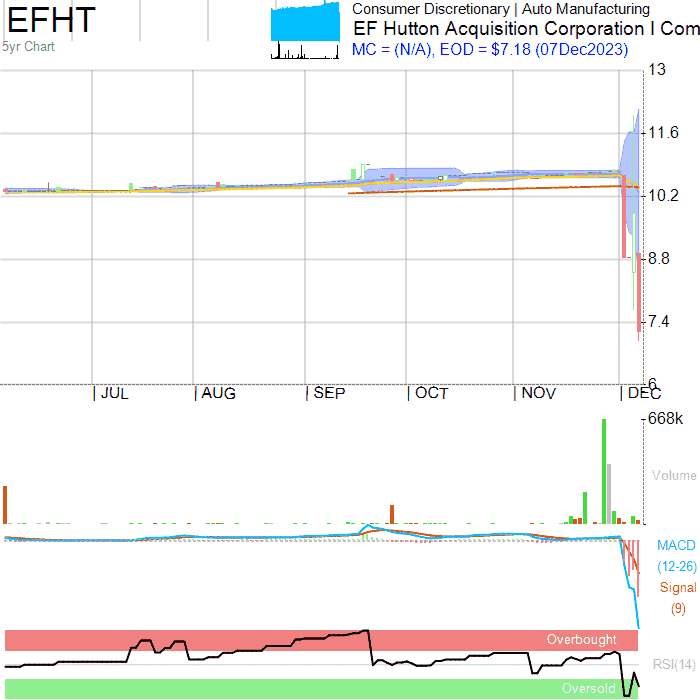 EFHT
Consumer Discretionary | Auto Manufacturing
EF Hutton Acquisition Corporation I Com
5yr Chart
MC = (N/A), EOD = $7.18 (07Dec2023)
13
11.6
10.2
8.8
7.4
6
JUL AUG SEP OCT NOV DEC
668k
Volume
MACD
(12-26)
Signal
(9)
Overbought
RSI(14)
Oversold